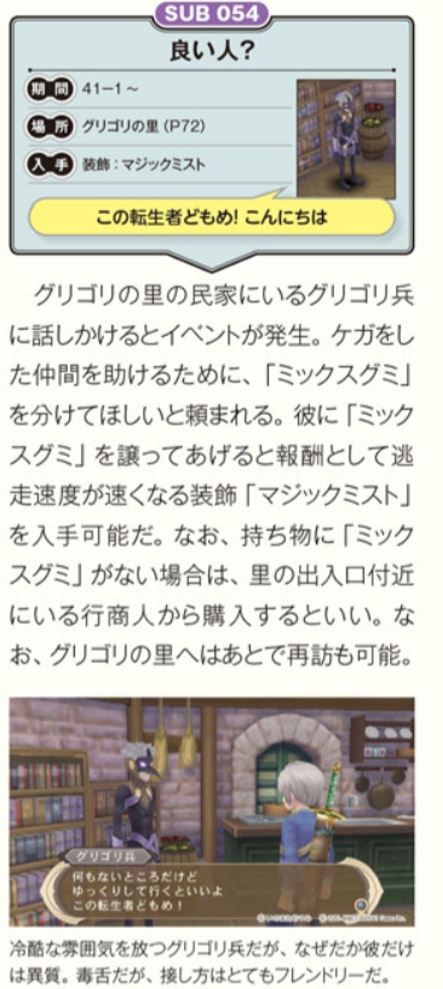 SUB 054
良い人?
期間 41-1~
場所 グリゴリの里(P72)
入手 装飾:マジックミスト
この転生者どもめ! こんにちは
グリゴリの里の民家にいるグリゴリ兵
に話しかけるとイベントが発生。ケガをし
た仲間を助けるために、「ミックスグミ」
を分けてほしいと頼まれる。彼に「ミック
スグミ」を譲ってあげると報酬として逃
走速度が速くなる装飾「マジックミスト」
を入手可能だ。なお、持ち物に「ミック
スグミ」がない場合は、里の出入口付近
にいる行商人から購入するといい。な
お、グリゴリの里へはあとで再訪も可能。
グリゴリ兵
何もないところだけど
ゆっくりして行くといいよ
この転生者どもめ!
冷酷な雰囲気を放つグリゴリ兵だが、なぜだか彼だけ
は異質。毒舌だが、接し方はとてもフレンドリーだ。